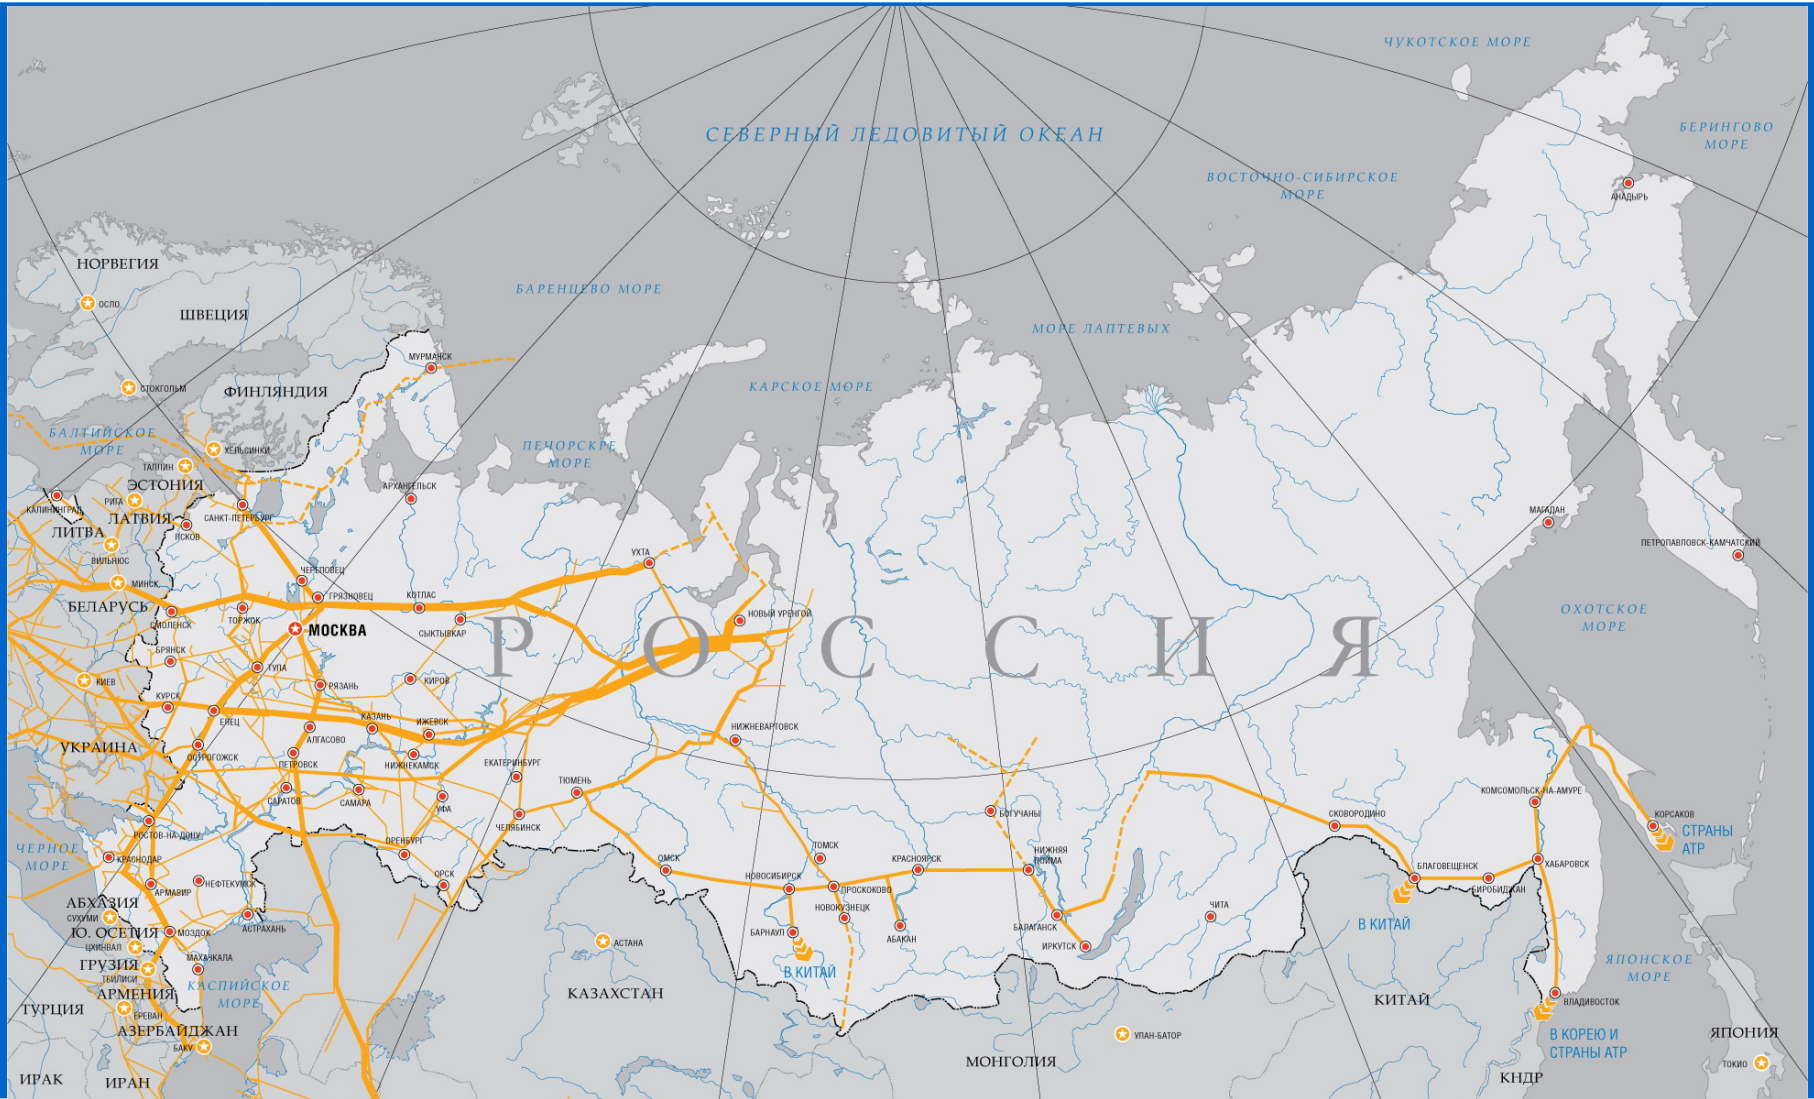 ЧУКОТСКОЕ МОРЕ
БЕРИНГОВО
МОРЕ
СЕВЕРНЫЙ ЛЕДОВИТЫЙ ОКЕАН
ВОСТОЧНО-СИБИРСКОЕ
МОРЕ
АНАДЫРЬ
НОРВЕГИЯ
ОСЛО
ШВЕЦИЯ
БАРЕНЦЕВО МОРЕ
МОРЕ ЛАПТЕВЫХ
МУРМАНСК
СТОКГОЛЬМ
ФИНЛЯНДИЯ
КАРСКОЕ МОРЕ
БАЛТИЙСКОЕ
МОРЕ
ХЕЛЬСИНКИ
ПЕЧОРСКРЕ
МОРЕ
ТАЛЛИН
ЭСТОНИЯ
АРХАНГЕЛЬСК
РИГА
КАЛИНИНГРАД
ЛАТВИЯ
САНКТ-ПЕТЕРБУРГ
МАГАДАН
ЛИТВА
ПСКОВ
ПЕТРОПАВЛОВСК-КАМЧАТСКИЙ
ВИЛЬНЮС
УХТА
ЧЕРЕПОВЕЦ
МИНСК
ГРЯЗОВЕЦ
КОТЛАС
БЕЛАРУСЬ
СМОЛЕНСК
ТОРЖОК
НОВЫЙ УРЕНГОЙ
ОХОТСКОЕ
МОРЕ
МОСКВА
СЫКТЫВКАР
РОССИЯ
БРЯНСК
ТУЛА
КИЕВ
РЯЗАНЬ
КИРОВ
КУРСК
ЕЛЕЦ
КАЗАНЬ
ИЖЕВСК
НИЖНЕВАРТОВСК
АЛГАСОВО
УКРАИНА
ОСТРОГОЖСК
ПЕТРОВСК
НИЖНЕКАМСК
ЕКАТЕРИНБУРГ
ТЮМЕНЬ
КОМСОМОЛЬСК-НА-АМУРЕ
САРАТОВ
САМАРА
УФА
БОГУЧАНЫ
СКОВОРОДИНО
КОРСАКОВ
РОСТОВ-НА-ДОНУ
ЧЕЛЯБИНСК
СТРАНЫ
АТР
ЧЕРНОЕ
МОРЕ
ОРЕНБУРГ
ТОМСК
НИЖНЯЯ
ПОЙМА
КРАСНОДАР
ОМСК
КРАСНОЯРСК
ХАБАРОВСК
БЛАГОВЕЩЕНСК
НЕФТЕКУМСК
ОРСК
НОВОСИБИРСК
АРМАВИР
ПРОСКОКОВО
БИРОБИДЖАН
АБХАЗИЯ
СУХУМИ
НОВОКУЗНЕЦК
ЧИТА
В КИТАЙ
АСТРАХАНЬ
БАРАГАНСК
Ю. ОСЕТИЯ
МОЗДОК
БАРНАУЛ
АБАКАН
ЦХИНВАЛ
АСТАНА
ИРКУТСК
МАХАЧКАЛА
ЯПОНСКОЕ
МОРЕ
ГРУЗИЯ
ТБИЛИСИ
В КИТАЙ
КАСПИЙСКОЕ
МОРЕ
АРМЕНИЯ
КАЗАХСТАН
КИТАЙ
ВЛАДИВОСТОК
ТУРЦИЯ
ЕРЕВАН
АЗЕРБАЙДЖАН
УЛАН-БАТОР
В КОРЕЮ И
СТРАНЫ АТР
ЯПОНИЯ
БАКУ
МОНГОЛИЯ
ТОКИО
ИРАК
ИРАН
КНДР